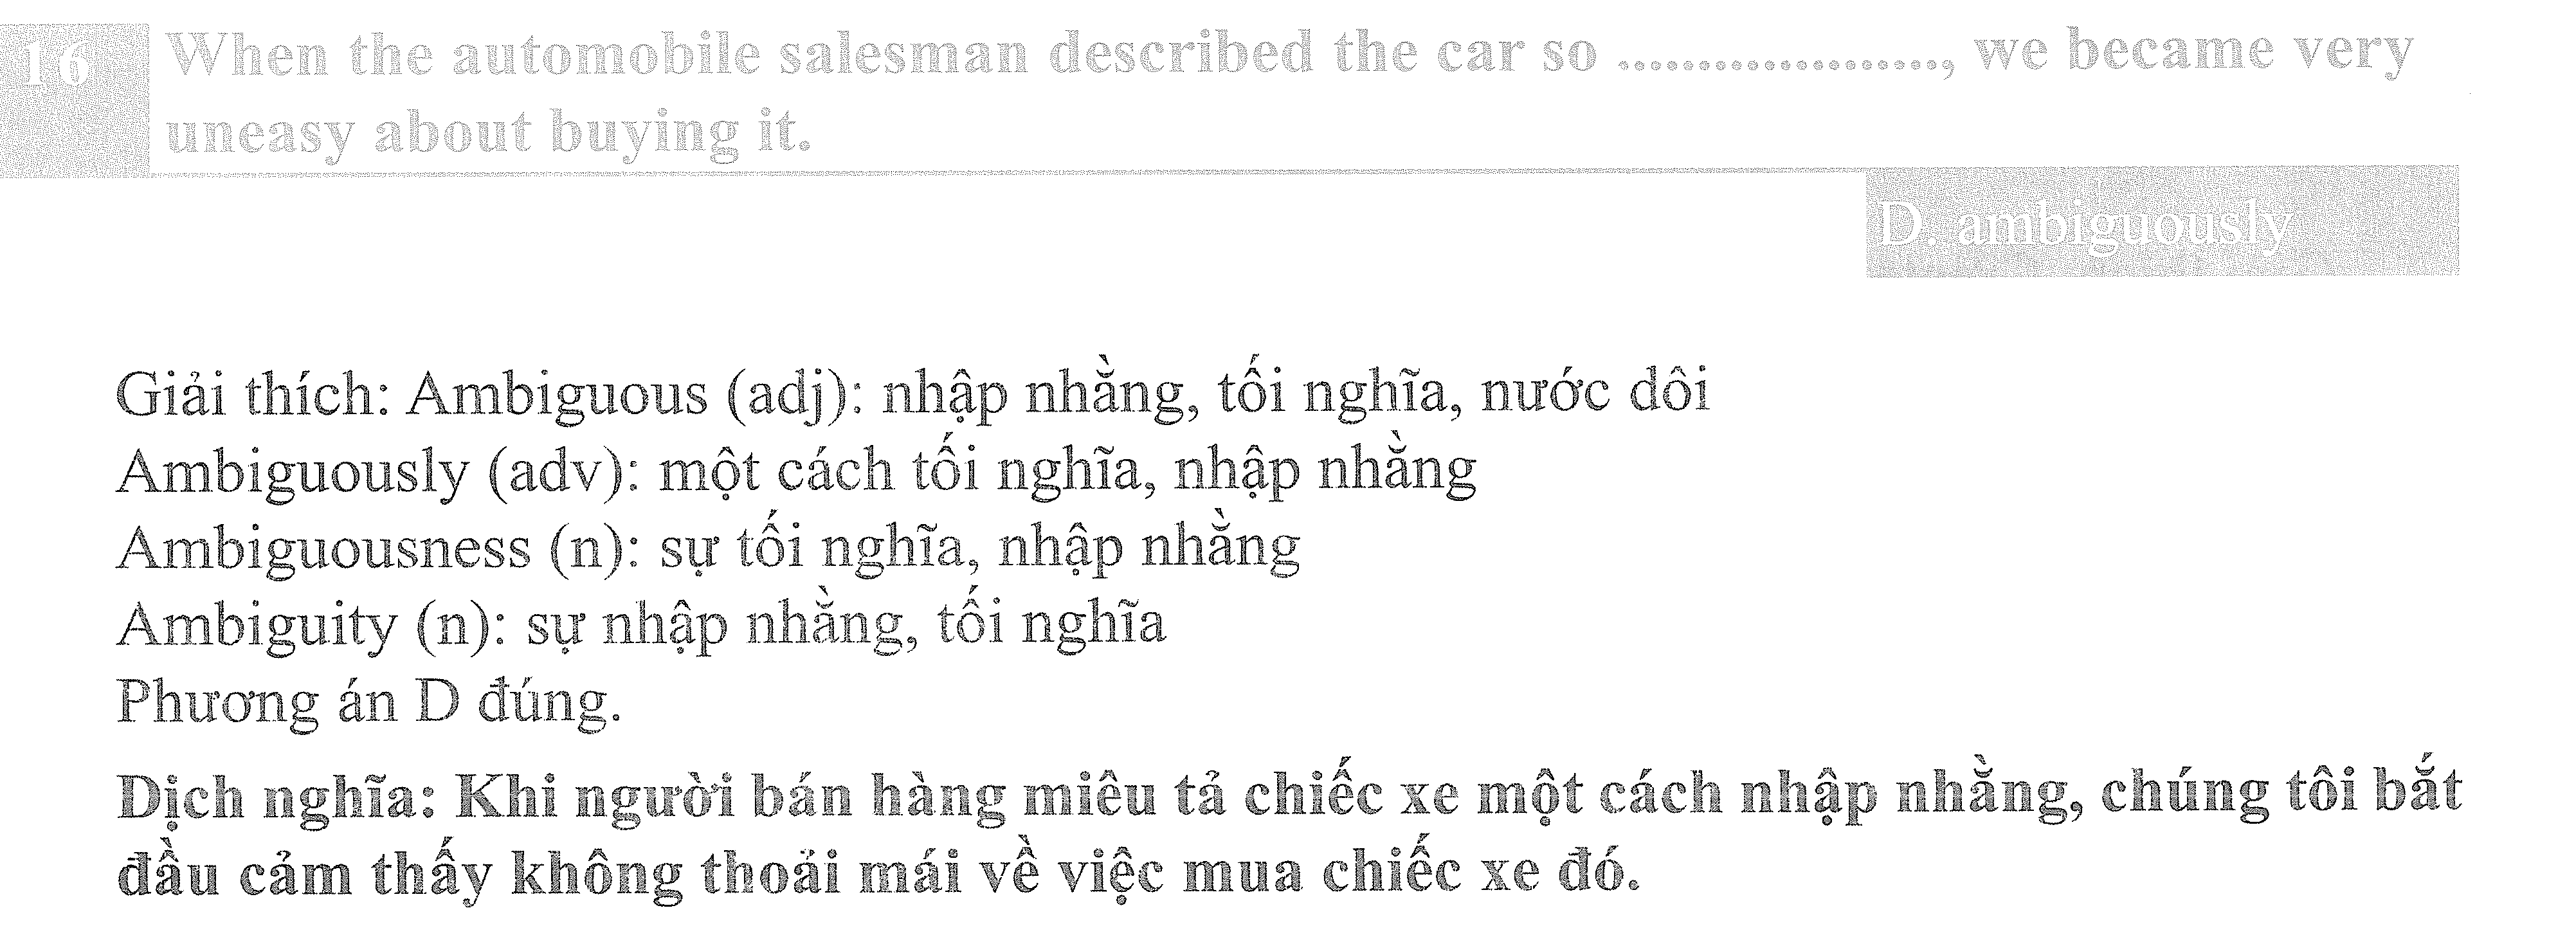 16 When the automobile salesman described the car so ...................., we became very
uneasy about buying it.
D. ambiguously
Giải thích: Ambiguous (adj): nhập nhằng, tối nghĩa, nước dôi
Ambiguously (adv): một cách tối nghĩa, nhập nhằng
Ambiguousness (n): sự tối nghĩa, nhập nhằng
Ambiguity (n): sự nhập nhằng, tối nghĩa
Phương án D đúng.
Dịch nghĩa: Khi người bán hàng miêu tả chiếc xe một cách nhập nhằng, chúng tôi bắt
đầu cảm thấy không thoải mái về việc mua chiếc xe đó.